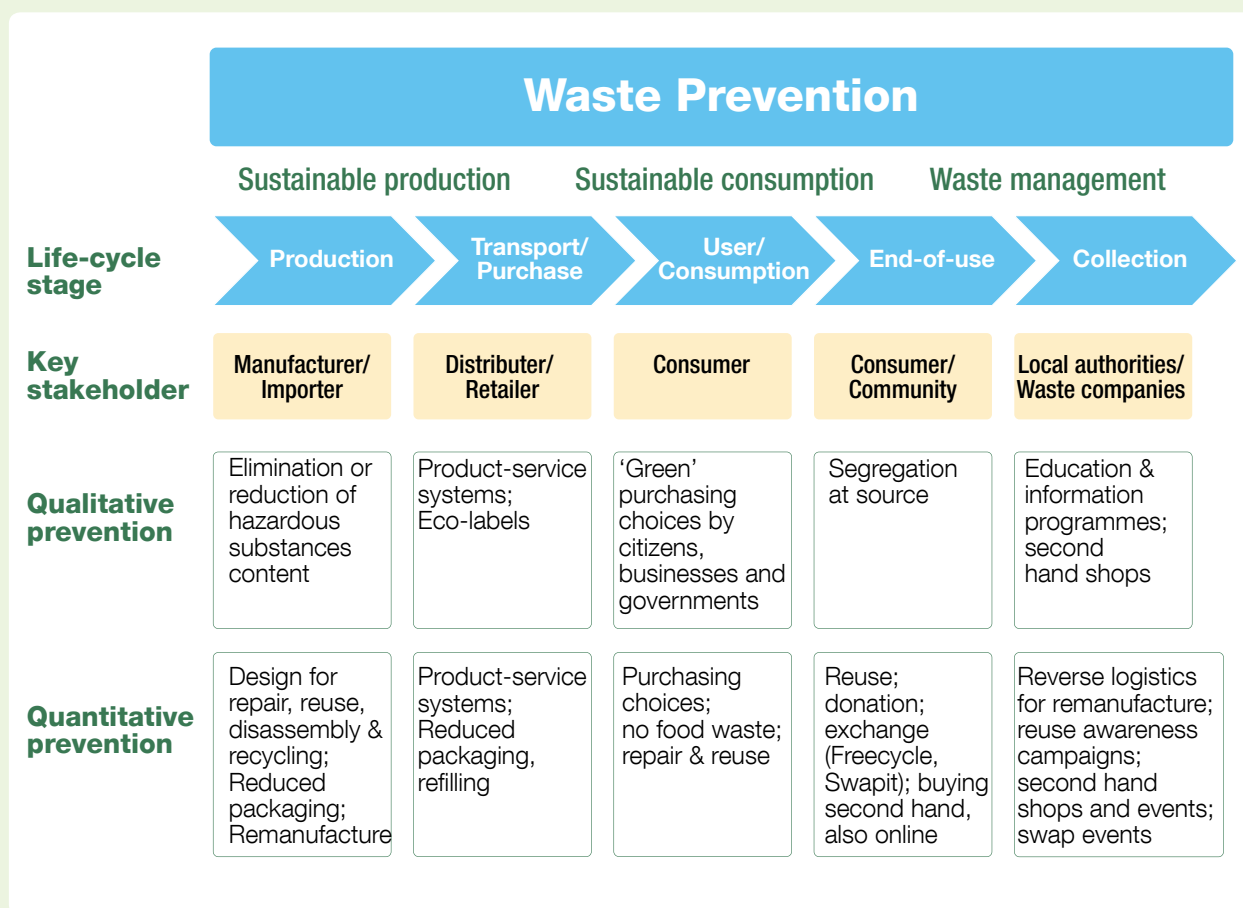 Waste Prevention
Sustainable production
Sustainable consumption
Waste management
Life-cycle
stage
Production
Transport/
Purchase
User/
Consumption
End-of-use
Collection
Key
stakeholder
Manufacturer/
Importer
Distributer/
Retailer
Consumer
Consumer/
Community
Local authorities/
Waste companies
Qualitative
prevention
Elimination or
reduction of
hazardous
substances
content
Product-service
systems;
Eco-labels
‘Green’
purchasing
choices by
citizens,
businesses and
governments
Segregation
at source
Education &
information
programmes;
second
hand shops
Quantitative
prevention
Design for
repair, reuse,
disassembly &
recycling;
Reduced
packaging;
Remanufacture
Product-service
systems;
Reduced
packaging,
refilling
Purchasing
choices;
no food waste;
repair & reuse
Reuse;
donation;
exchange
(Freecycle,
Swapit); buying
second hand,
also online
Reverse logistics
for remanufacture;
reuse awareness
campaigns;
second hand
shops and events;
swap events